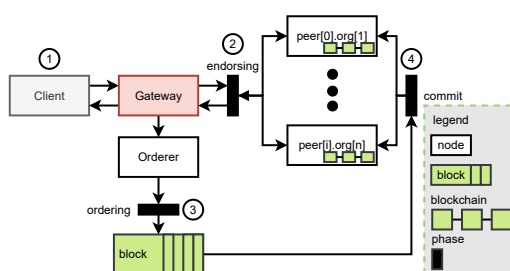 1
2
peer[0].org[1]
4
endorsing
Client
Gateway
commit
legend
Orderer
peer[i].org[n]
node
block
ordering
3
blockchain
block
phase